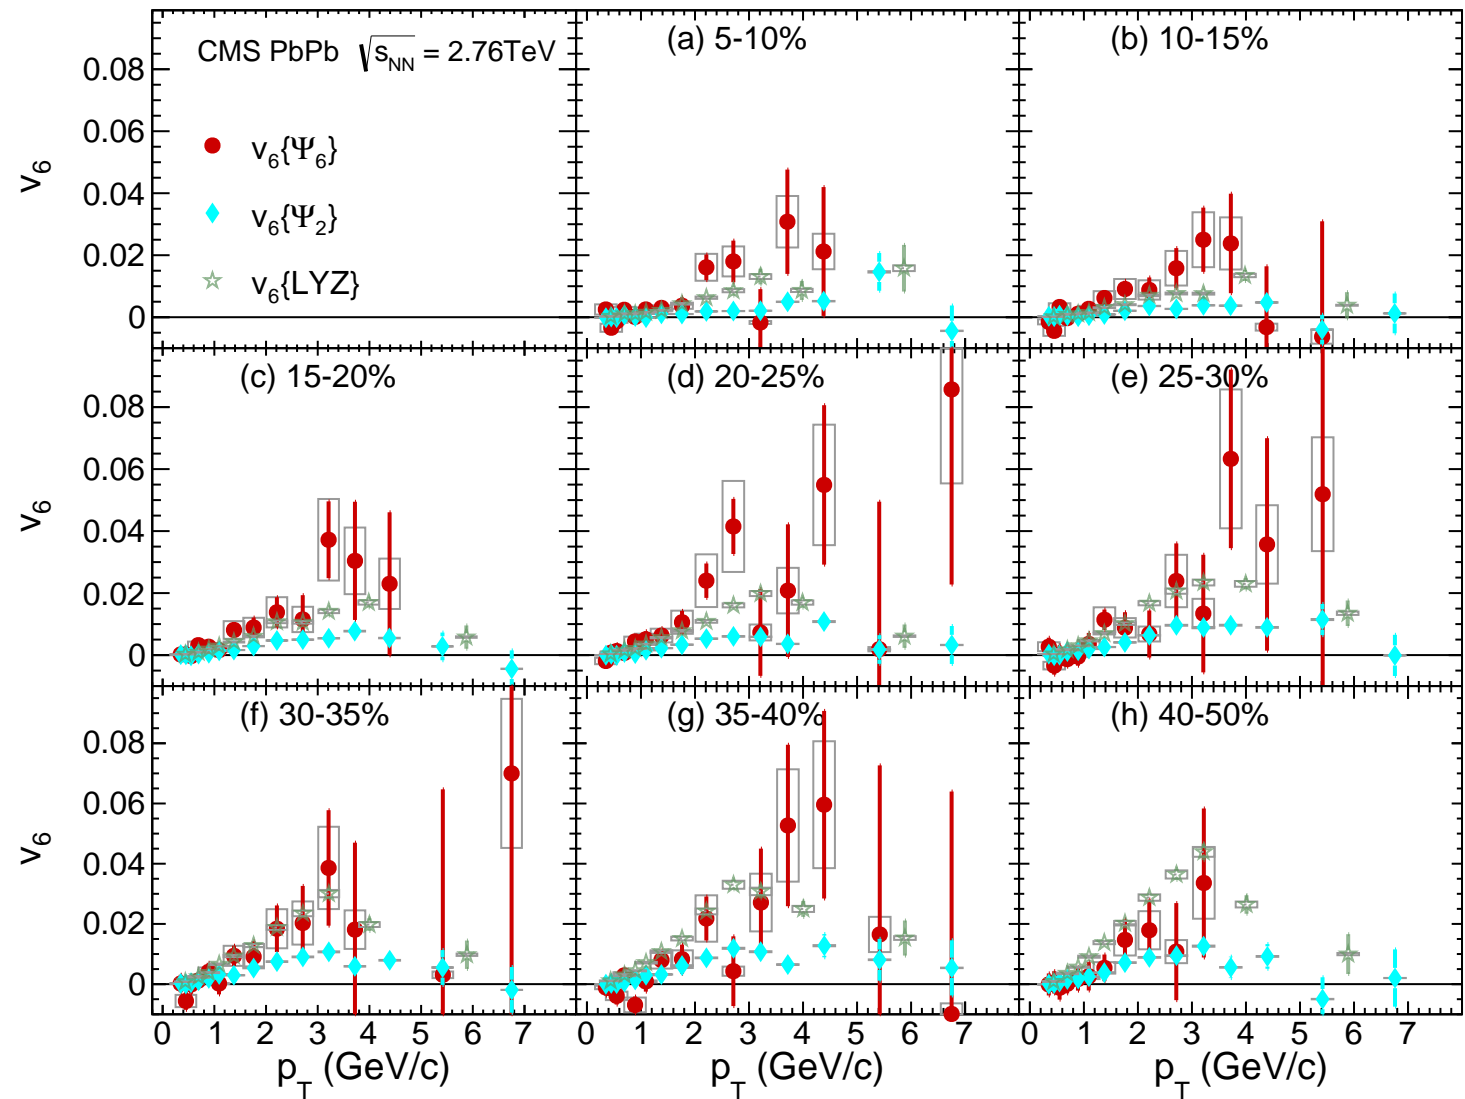 CMS PbPb √s_NN = 2.76TeV
v₆{Ψ₆}
v₆{Ψ₂}
v₆{LYZ}
(a) 5-10%
(b) 10-15%
v₆
0.08
0.06
0.04
0.02
0
(c) 15-20%
(d) 20-25%
(e) 25-30%
v₆
0.08
0.06
0.04
0.02
0
(f) 30-35%
(g) 35-40%
(h) 40-50%
v₆
0.08
0.06
0.04
0.02
0
0 1 2 3 4 5 6 7
0 1 2 3 4 5 6 7
0 1 2 3 4 5 6 7
p_T (GeV/c)
p_T (GeV/c)
p_T (GeV/c)